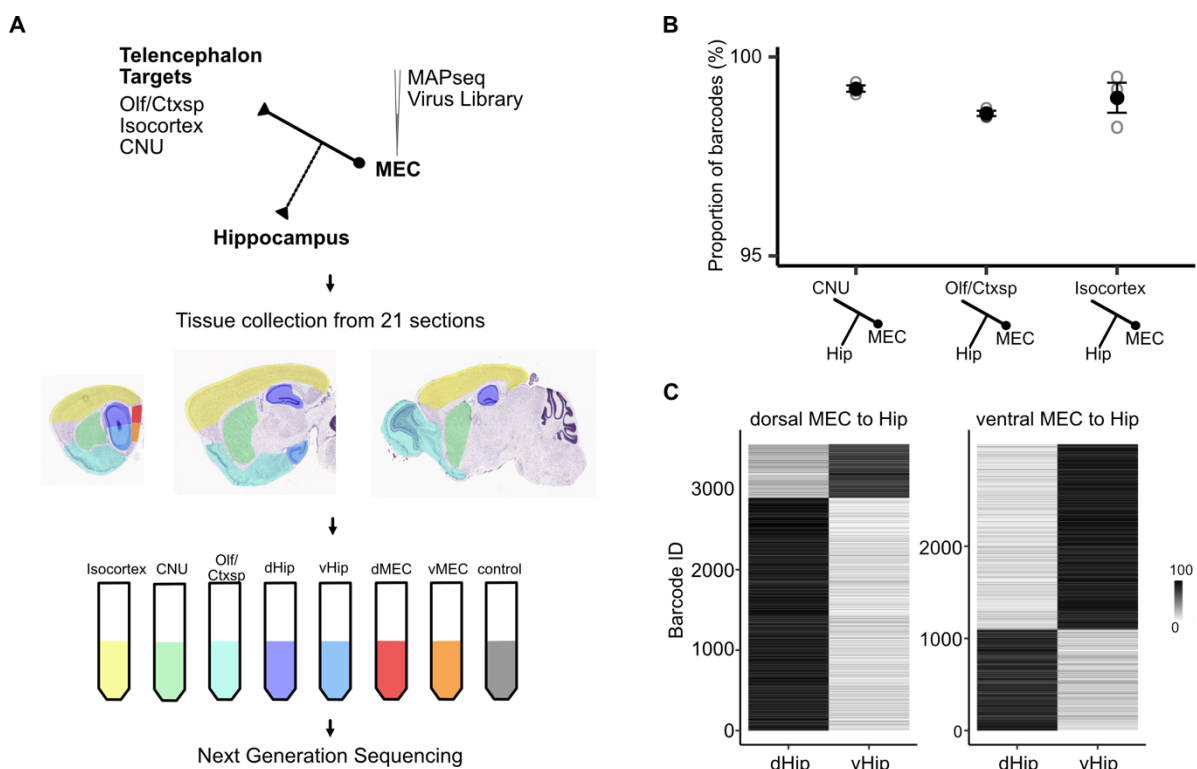 A
Telencephalon
Targets
Olf/Ctxsp
Isocortex
CNU
MAPseq
Virus Library
MEC
Hippocampus
Tissue collection from 21 sections
Isocortex CNU Olf/ dHip vHip dMEC vMEC control
Ctxsp
Next Generation Sequencing
B
Proportion of barcodes (%)
100
95
CNU Olf/Ctxsp Isocortex
MEC MEC MEC
Hip Hip Hip
C
dorsal MEC to Hip ventral MEC to Hip
Barcode ID
3000
2000
1000
0
dHip vHip
2000
1000
0
dHip vHip
100
0